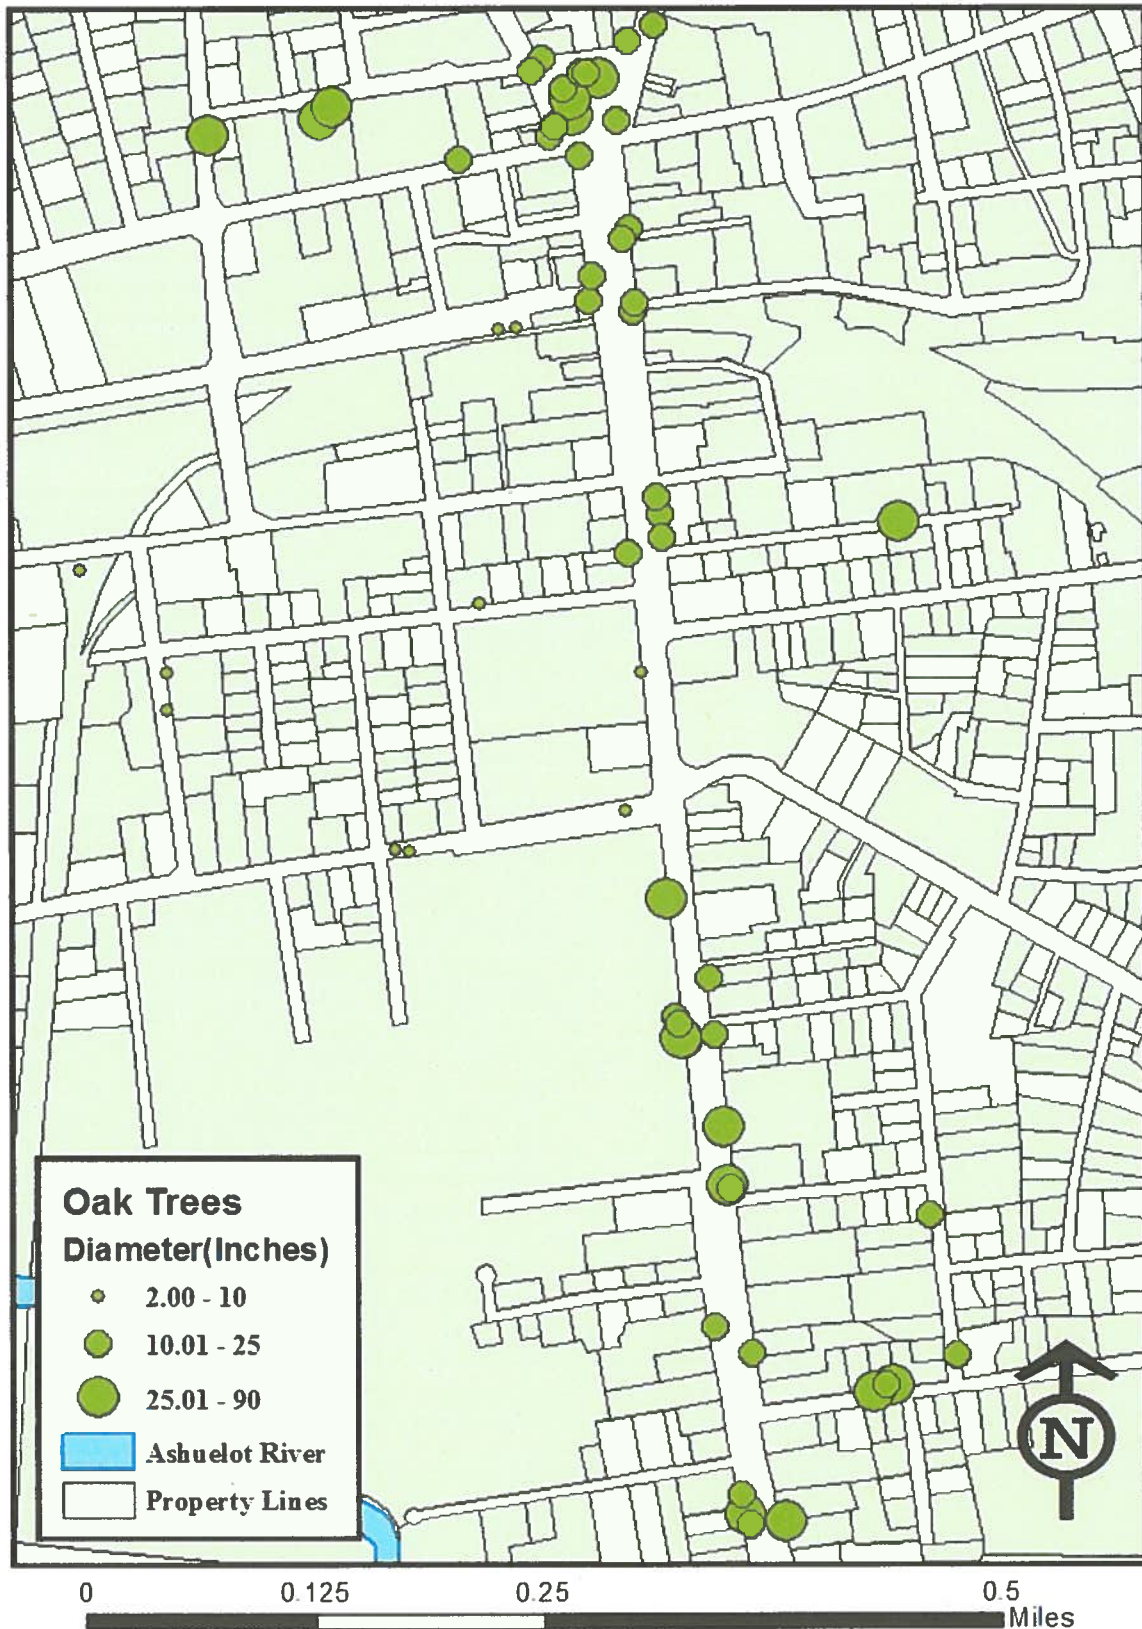 Oak Trees
Diameter(Inches)
2.00 - 10
10.01 - 25
25.01 - 90
Ashuelot River
Property Lines
N
0 0.125 0.25 0.5
Miles